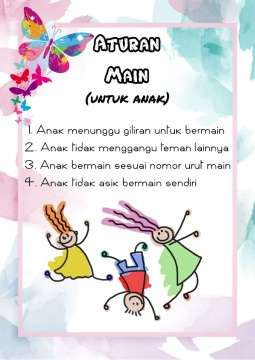 Aturan
Main
(untuk anak)
1. Anak menunggu giliran untuk bermain
2. Anak tidak menggangu teman lainnya
3. Anak bermain sesuai nomor urut main
4. Anak tidak asik bermain sendiri